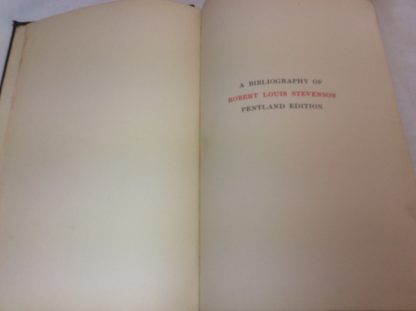 A BIBLIOGRAPHY OF
ROBERT LOUIS STEVENSON
PENTLAND EDITION